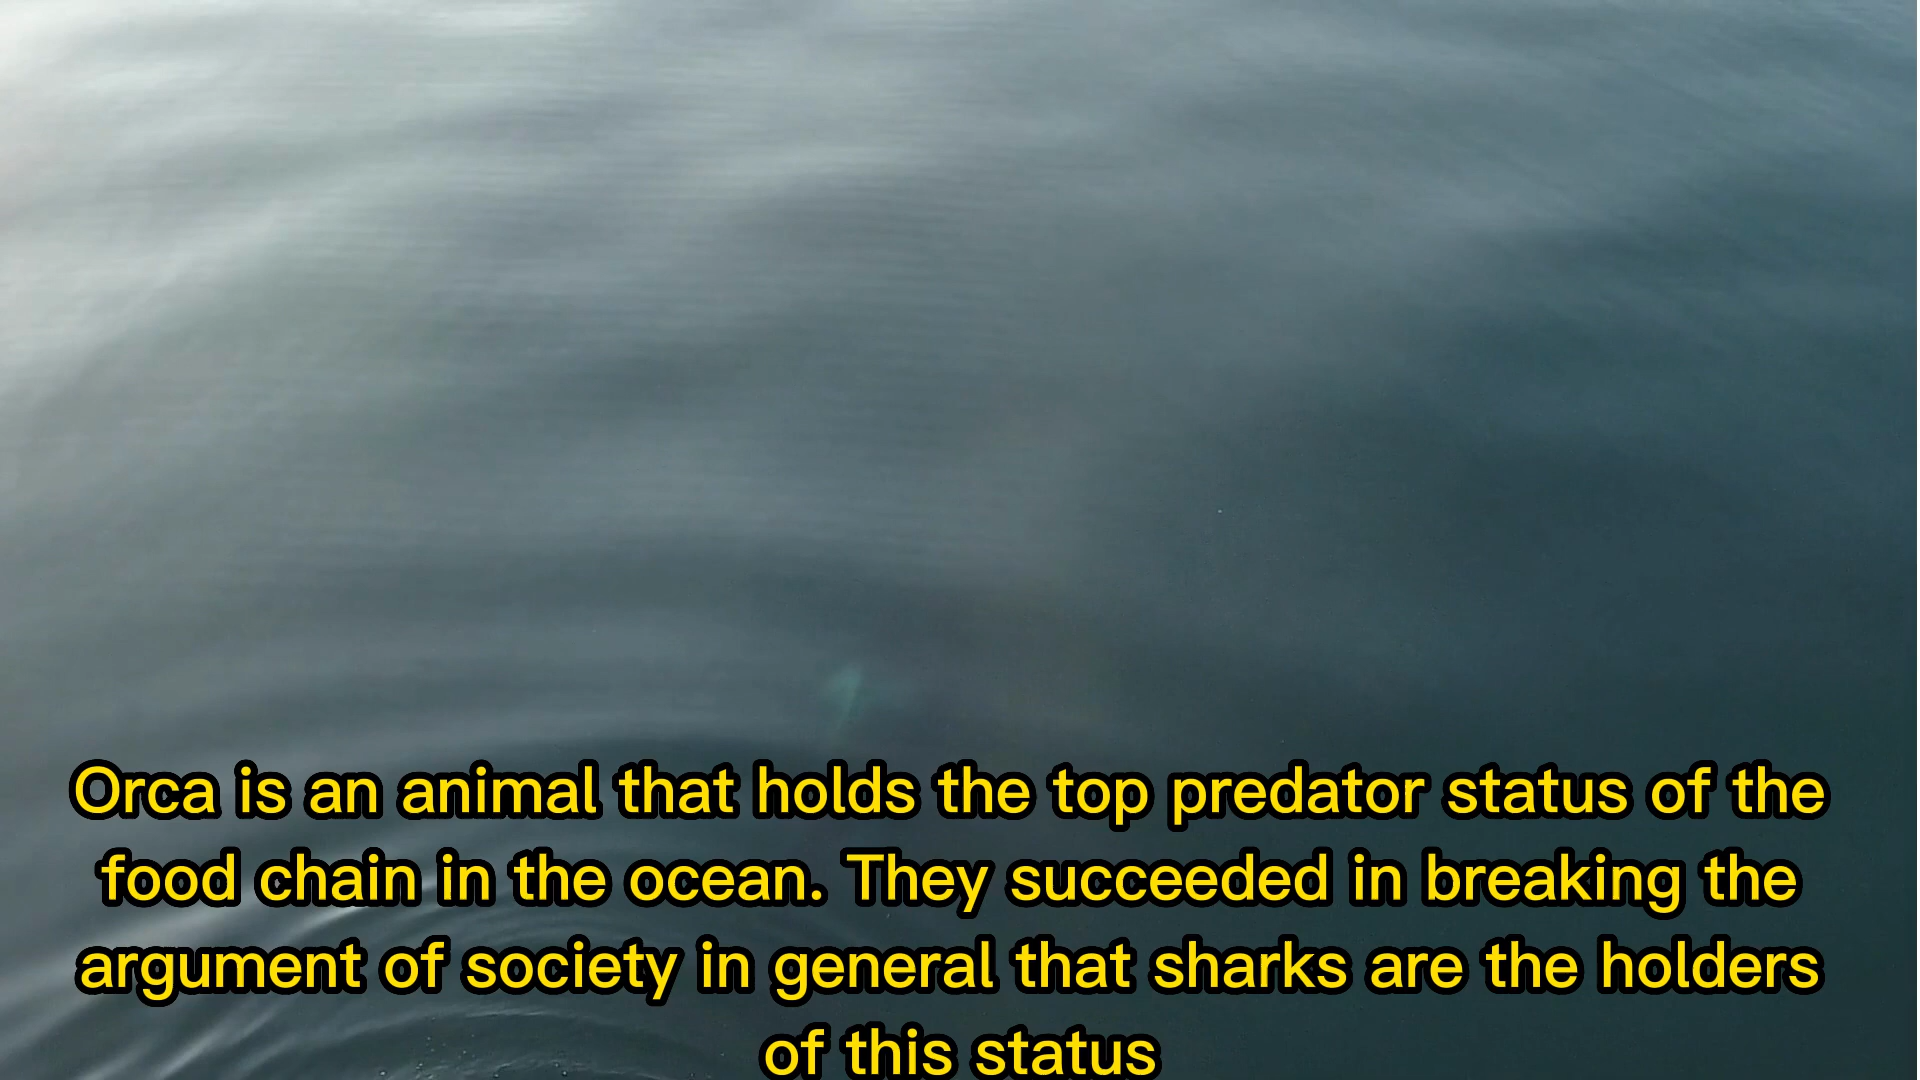 Orca is an animal that holds the top predator status of the
food chain in the ocean. They succeeded in breaking the
argument of society in general that sharks are the holders
of this status